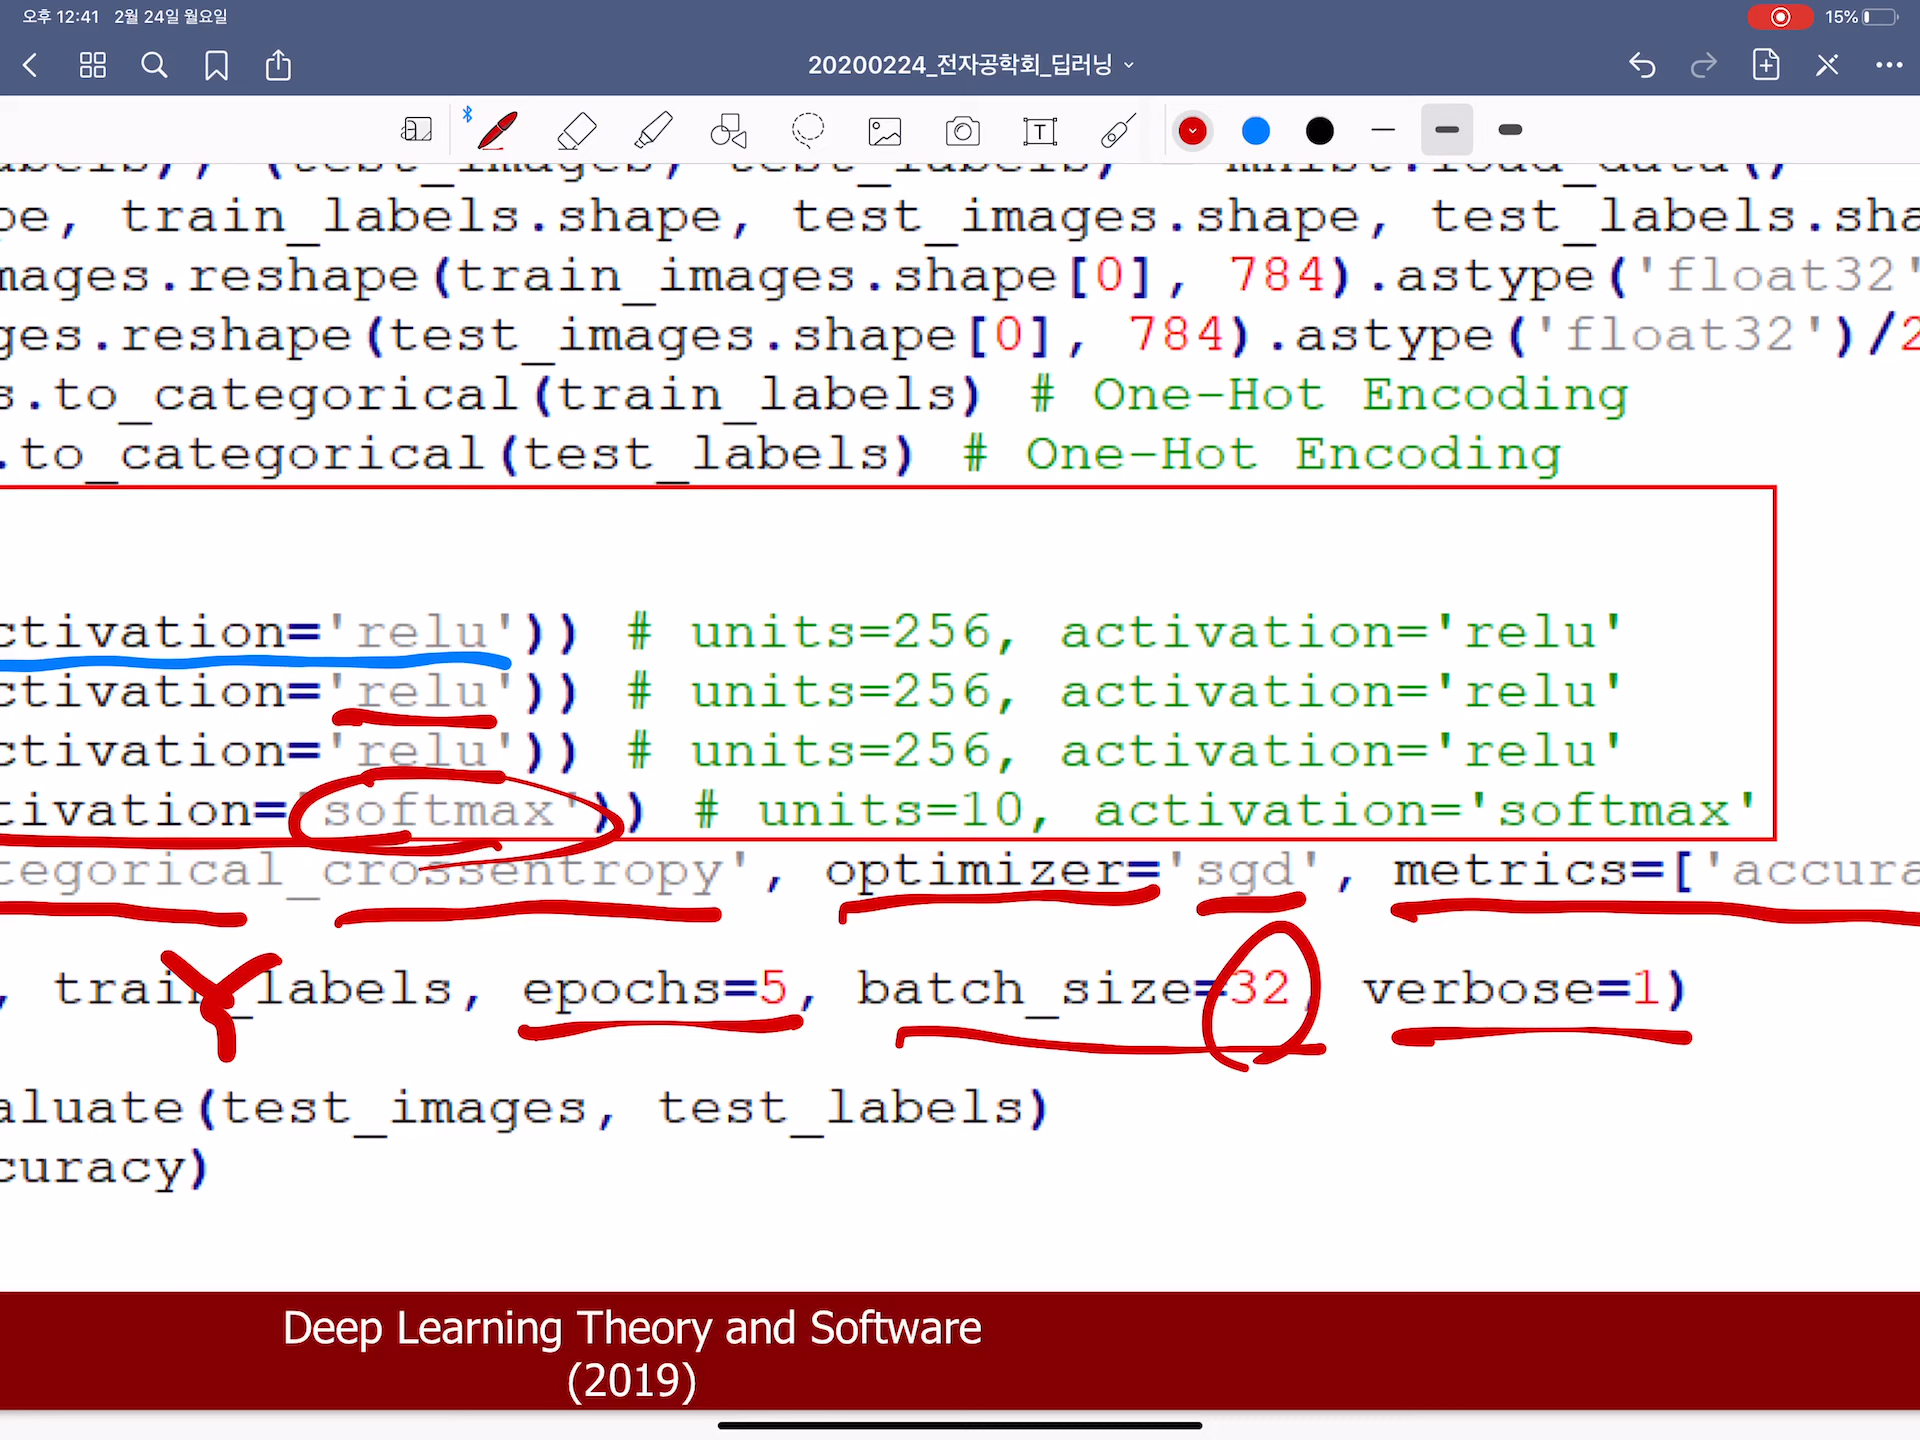 오후 12:41 2월 24일 월요일
15%
20200224_전자공학회_딥러닝
abels), (test_images, test_labels) = mnist.load_data()
pe, train_labels.shape, test_images.shape, test_labels.sha
mages.reshape(train_images.shape[0], 784).astype('float32'
ges.reshape(test_images.shape[0], 784).astype('float32')/2
s.to_categorical(train_labels) # One-Hot Encoding
.to_categorical(test_labels) # One-Hot Encoding
ctivation='relu')) # units=256, activation='relu'
ctivation='relu')) # units=256, activation='relu'
ctivation='relu')) # units=256, activation='relu'
tivation='softmax')) # units=10, activation='softmax'
tegorical_crossentropy', optimizer='sgd', metrics=['accura
, train_labels, epochs=5, batch_size=32, verbose=1)
Y
aluate(test_images, test_labels)
curacy)
Deep Learning Theory and Software
(2019)